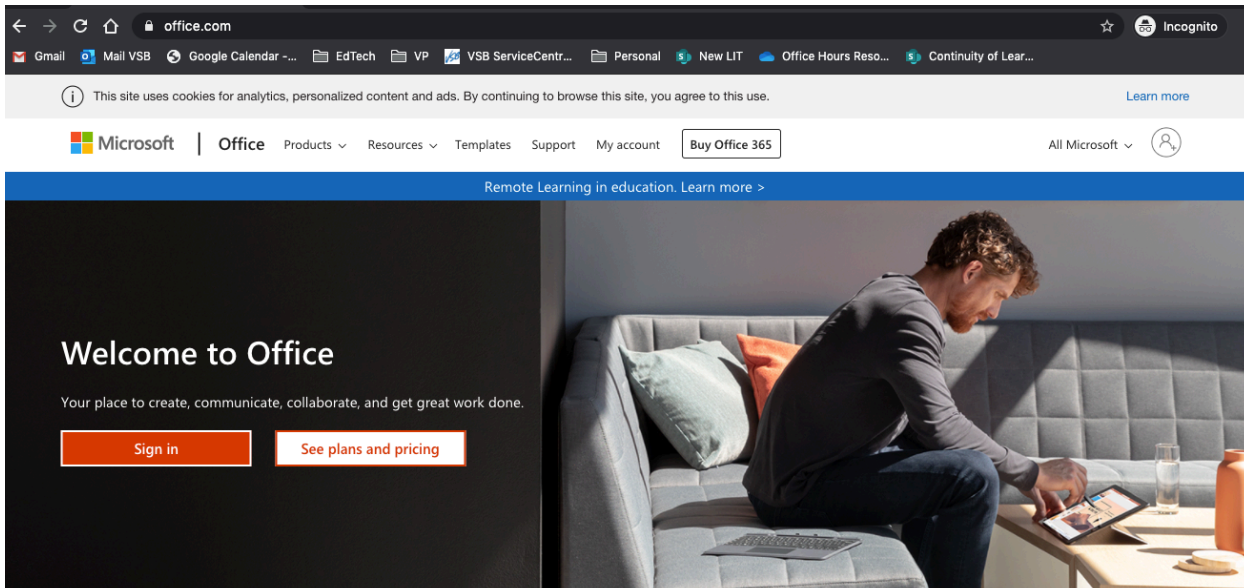 office.com Incognito
Gmail Mail VSB Google Calendar -... EdTech VP VSB ServiceCentr... Personal New LIT Office Hours Reso... Continuity of Lear...
This site uses cookies for analytics, personalized content and ads. By continuing to browse this site, you agree to this use. Learn more
Microsoft Office Products Resources Templates Support My account Buy Office 365 All Microsoft
Remote Learning in education. Learn more >
Welcome to Office
Your place to create, communicate, collaborate, and get great work done.
Sign in See plans and pricing